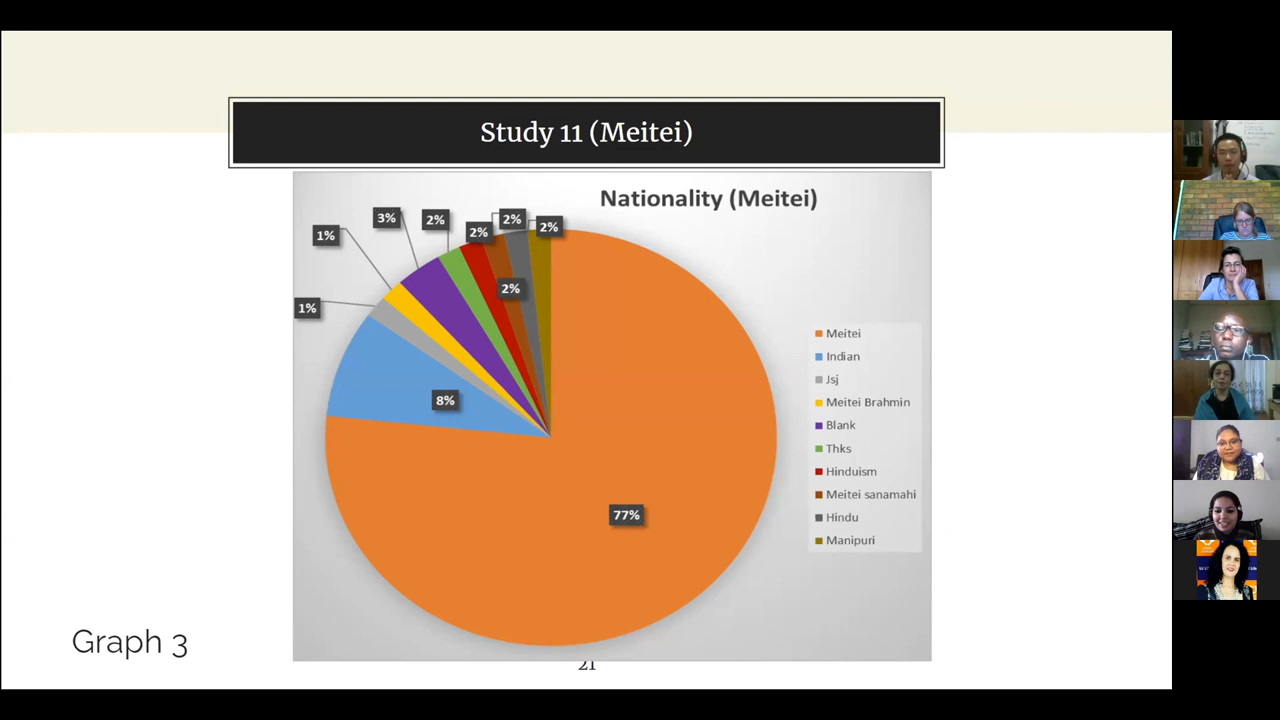 Study 11 (Meitei)
Nationality (Meitei)
1%
1%
3%
2%
2%
2%
2%
2%
8%
77%
Meitei
Indian
Jsj
Meitei Brahmin
Blank
Thks
Hinduism
Meitei sanamahi
Hindu
Manipuri
Graph 3
21